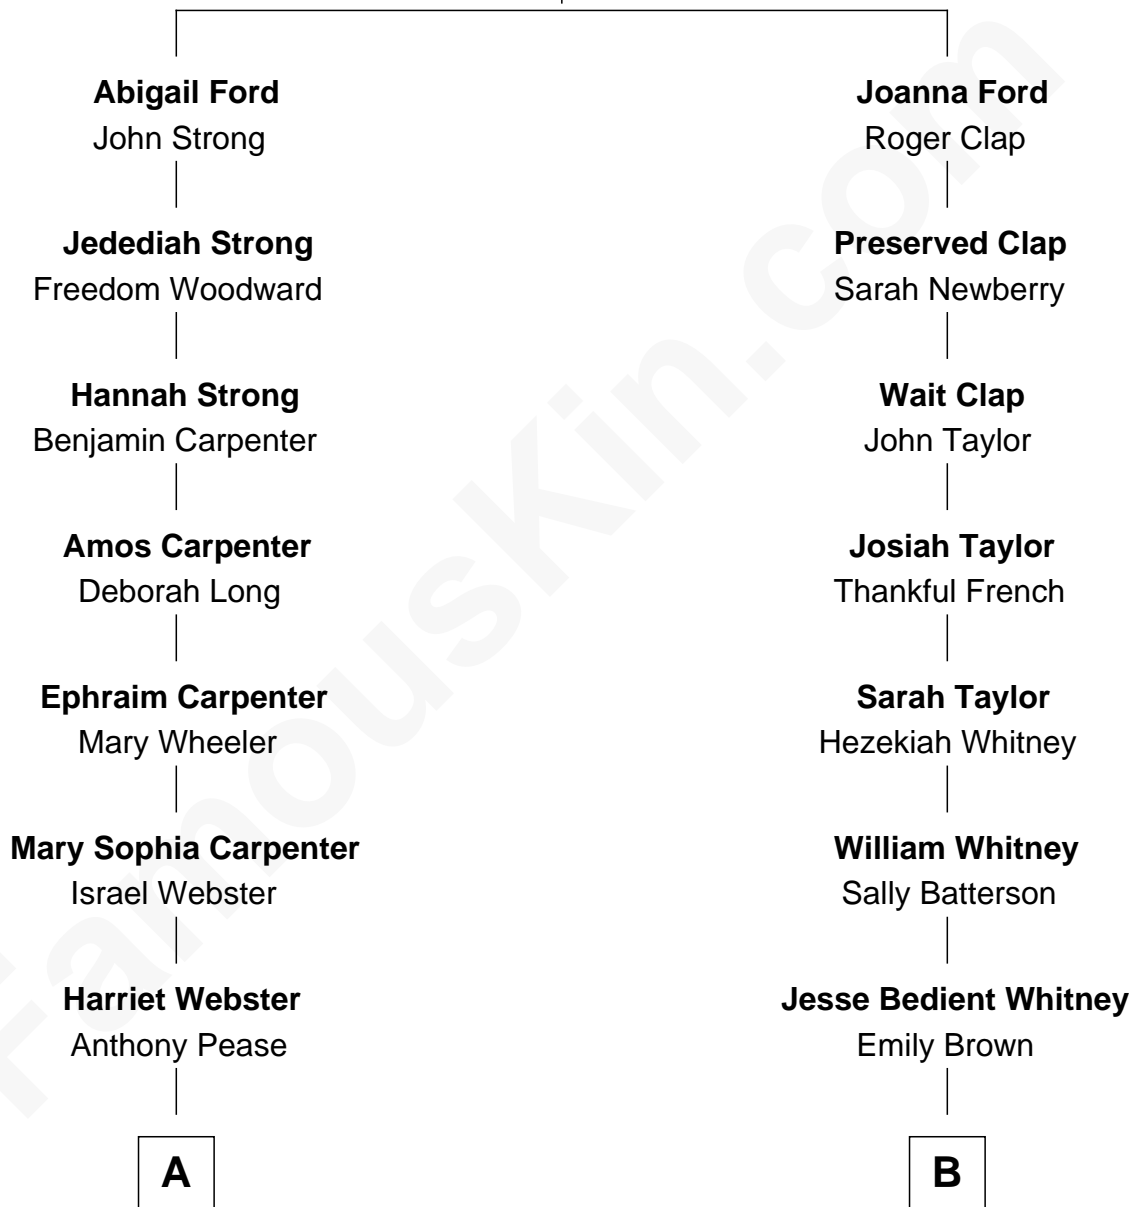 Abigail Ford
John Strong
Jedediah Strong
Freedom Woodward
Hannah Strong
Benjamin Carpenter
Amos Carpenter
Deborah Long
Ephraim Carpenter
Mary Wheeler
Mary Sophia Carpenter
Israel Webster
Harriet Webster
Anthony Pease
A
Joanna Ford
Roger Clap
Preserved Clap
Sarah Newberry
Wait Clap
John Taylor
Josiah Taylor
Thankful French
Sarah Taylor
Hezekiah Whitney
William Whitney
Sally Batterson
Jesse Bedient Whitney
Emily Brown
B
FamousKin.com